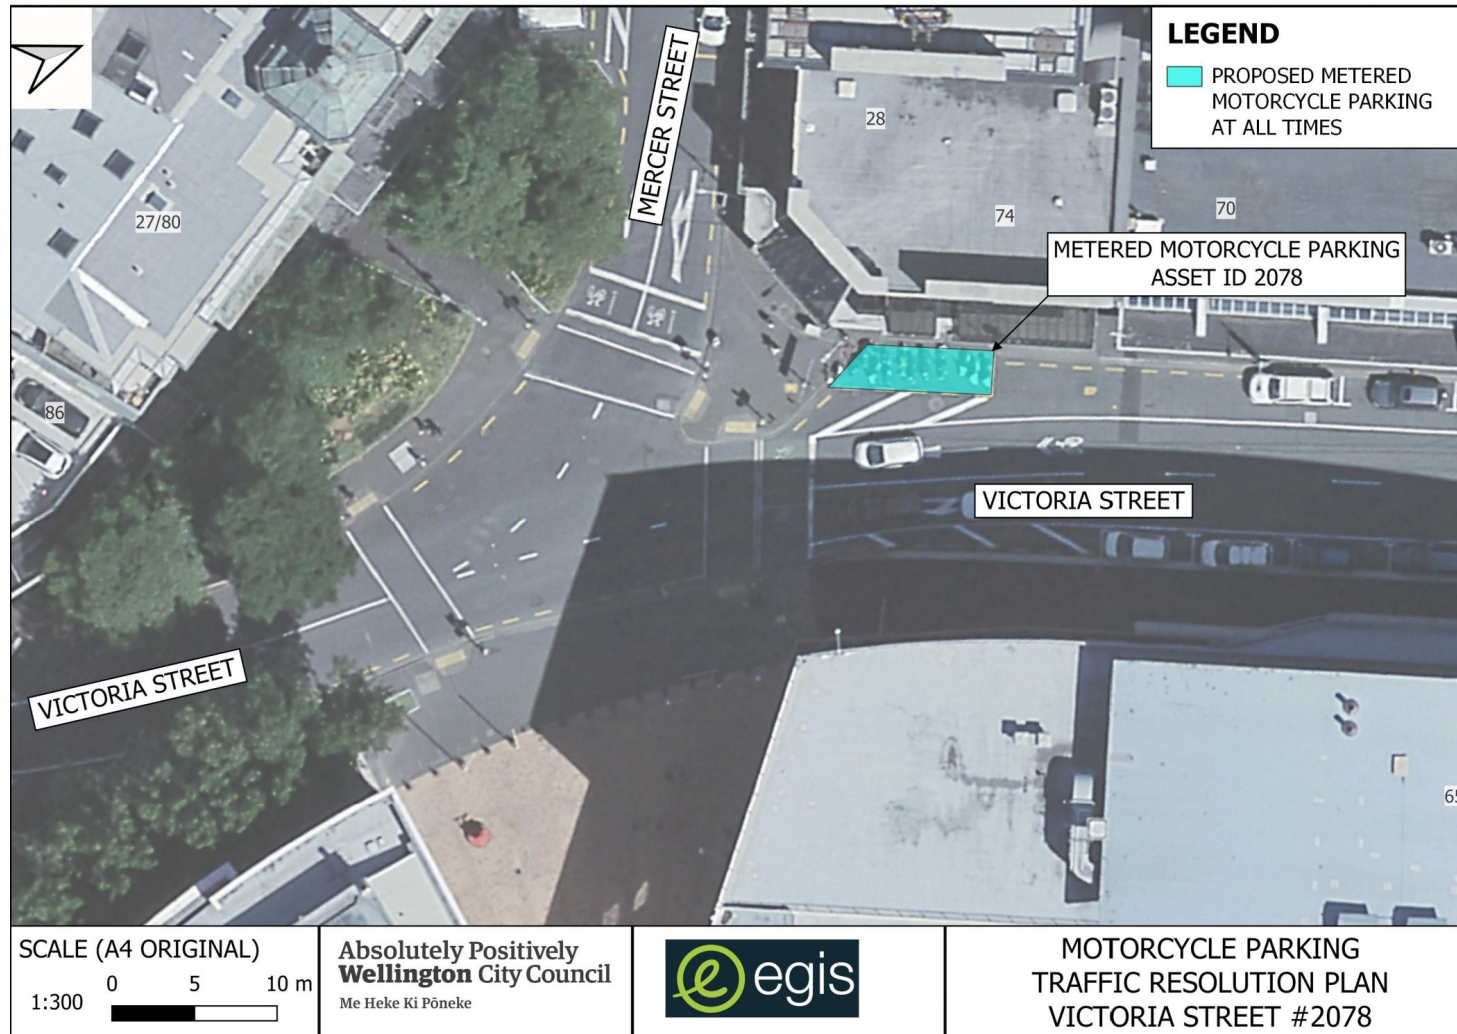 LEGEND
PROPOSED METERED
MOTORCYCLE PARKING
AT ALL TIMES
MERCER STREET
28
27/80
74
70
METERED MOTORCYCLE PARKING
ASSET ID 2078
86
VICTORIA STREET
VICTORIA STREET
65
SCALE (A4 ORIGINAL)
0 5 10 m
1:300
Absolutely Positively
Wellington City Council
Me Heke Ki Pōneke
e egis
MOTORCYCLE PARKING
TRAFFIC RESOLUTION PLAN
VICTORIA STREET #2078